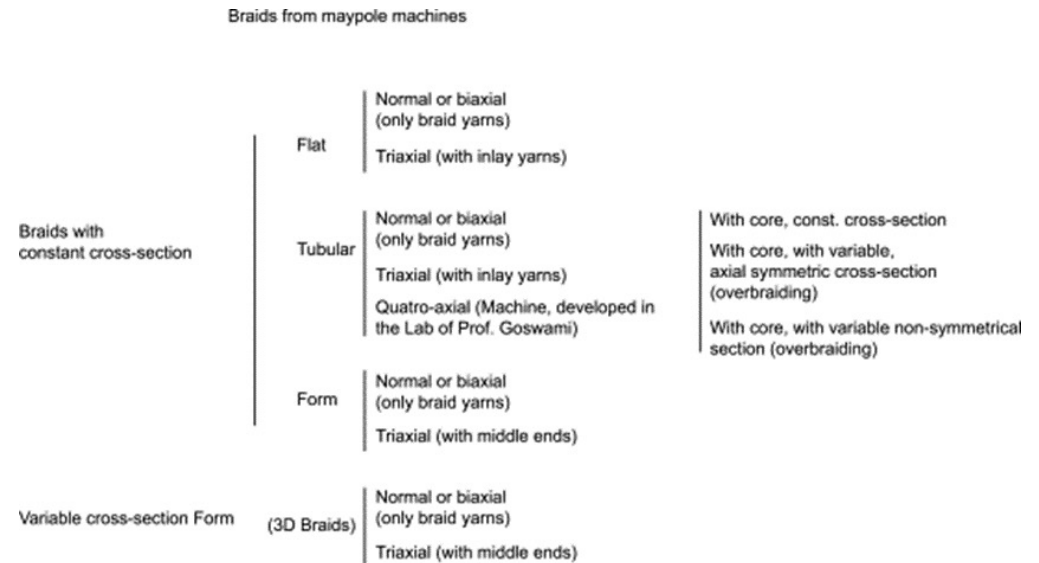 Braids from maypole machines
Braids with
constant cross-section
Flat
Normal or biaxial
(only braid yarns)
Triaxial (with inlay yarns)
Tubular
Normal or biaxial
(only braid yarns)
Triaxial (with inlay yarns)
Quatro-axial (Machine, developed in
the Lab of Prof. Goswami)
With core, const. cross-section
With core, with variable,
axial symmetric cross-section
(overbraiding)
With core, with variable non-symmetrical
section (overbraiding)
Form
Normal or biaxial
(only braid yarns)
Triaxial (with middle ends)
Variable cross-section Form
(3D Braids)
Normal or biaxial
(only braid yarns)
Triaxial (with middle ends)